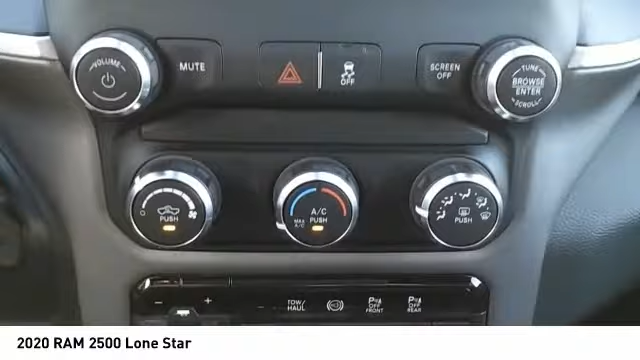 VOLUME
MUTE
OFF
SCREEN
OFF
TUNE
BROWSE
ENTER
SCROLL
O
PUSH
A/C
PUSH
MAX
A/C
PUSH
- +
TOW/
HAUL
P
OFF
FRONT
P
OFF
REAR
2020 RAM 2500 Lone Star